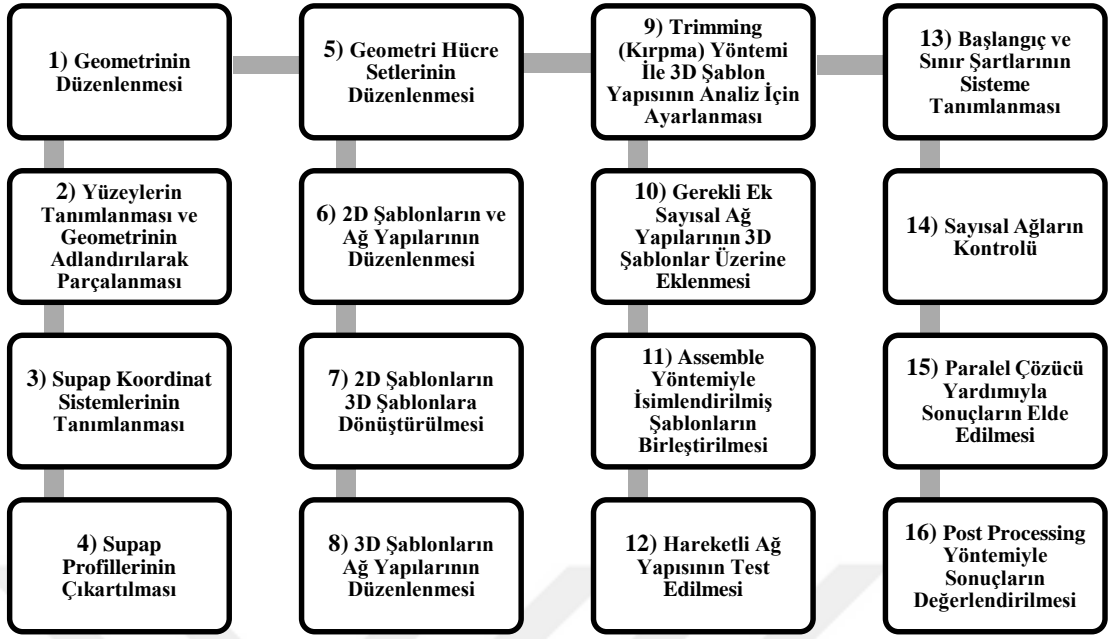 1) Geometrinin
Düzenlenmesi
2) Yüzeylerin
Tanımlanması ve
Geometrinin
Adlandırılarak
Parçalanması
3) Supap Koordinat
Sistemlerinin
Tanımlanması
4) Supap
Profillerinin
Çıkartılması
5) Geometri Hücre
Setlerinin
Düzenlenmesi
6) 2D Şablonların ve
Ağ Yapılarının
Düzenlenmesi
7) 2D Şablonların
3D Şablonlara
Dönüştürülmesi
8) 3D Şablonların
Ağ Yapılarının
Düzenlenmesi
9) Trimming
(Kırpma) Yöntemi
İle 3D Şablon
Yapısının Analiz İçin
Ayarlanması
10) Gerekli Ek
Sayısal Ağ
Yapılarının 3D
Şablonlar Üzerine
Eklenmesi
11) Assemble
Yöntemiyle
İsimlendirilmiş
Şablonların
Birleştirilmesi
12) Hareketli Ağ
Yapısının Test
Edilmesi
13) Başlangıç ve
Sınır Şartlarının
Sisteme
Tanımlanması
14) Sayısal Ağların
Kontrolü
15) Paralel Çözücü
Yardımıyla
Sonuçların Elde
Edilmesi
16) Post Processing
Yöntemiyle
Sonuçların
Değerlendirilmesi